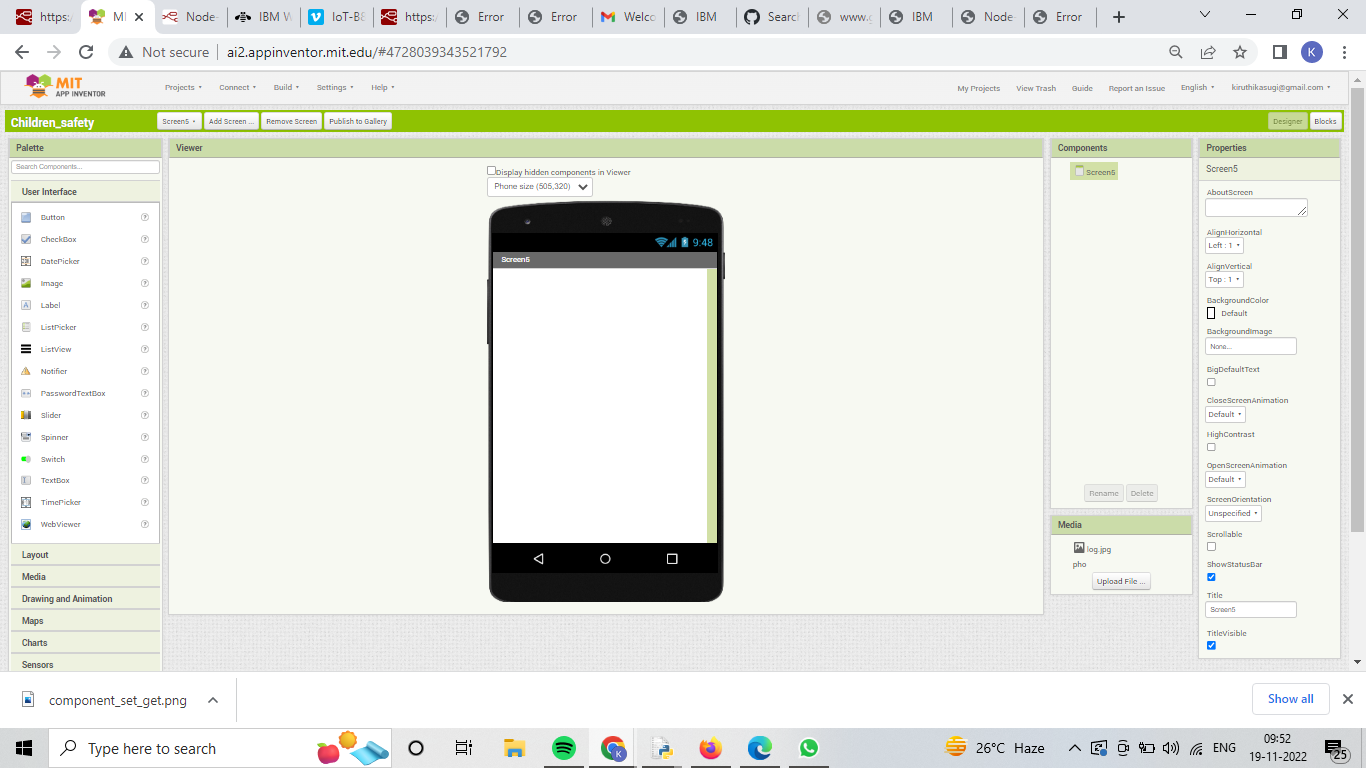 https:
MI
Node-
IBM W
IoT-BE
https:
Error
Error
Welco
IBM
Search
www.g
IBM
Node-
Error
Not secure
ai2.appinventor.mit.edu/#4728039343521792
K
MIT
APP INVENTOR
Projects
Connect
Build
Settings
Help
My Projects
View Trash
Guide
Report an Issue
English
kiruthikasugi@gmail.com
Children_safety
Screen5
Add Screen ...
Remove Screen
Publish to Gallery
Designer
Blocks
Palette
Search Components...
User Interface
Button
CheckBox
DatePicker
Image
Label
ListPicker
ListView
Notifier
PasswordTextBox
Slider
Spinner
Switch
TextBox
TimePicker
WebViewer
Layout
Media
Drawing and Animation
Maps
Charts
Sensors
Viewer
Display hidden components in Viewer
Phone size (505,320)
9:48
Screen5
Components
Screen5
Rename
Delete
Media
log.jpg
pho
Upload File ...
Properties
Screen5
AboutScreen
AlignHorizontal
Left : 1
AlignVertical
Top : 1
BackgroundColor
Default
BackgroundImage
None...
BigDefaultText
CloseScreenAnimation
Default
HighContrast
OpenScreenAnimation
Default
ScreenOrientation
Unspecified
Scrollable
ShowStatusBar
Title
Screen5
TitleVisible
component_set_get.png
Show all
Type here to search
26°C Haze
ENG
09:52
19-11-2022
25